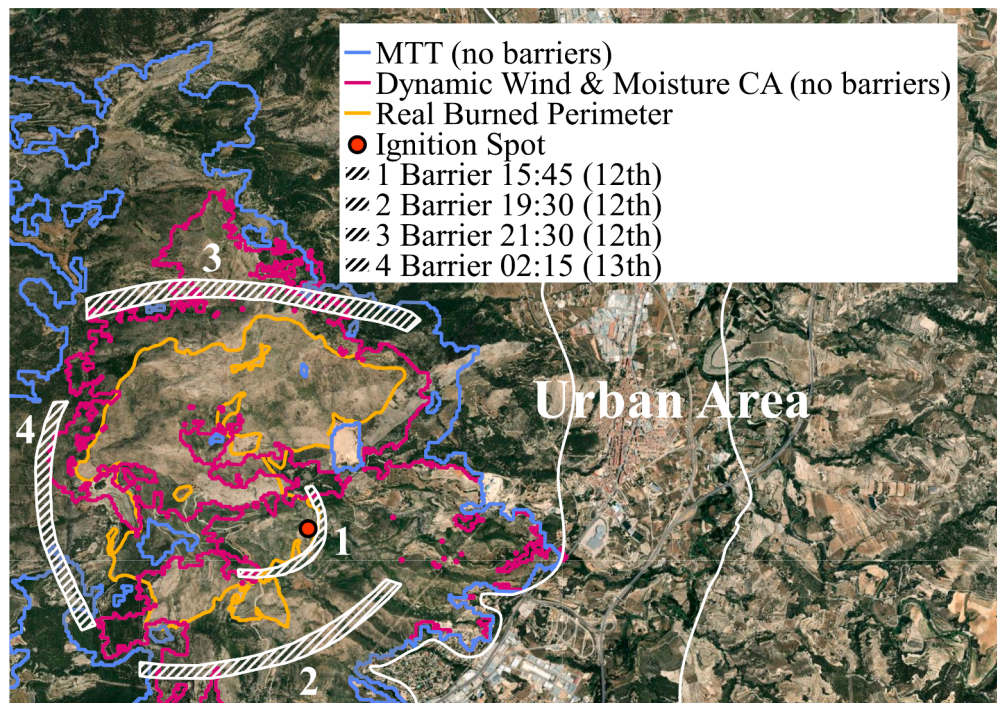 MTT (no barriers)
Dynamic Wind & Moisture CA (no barriers)
Real Burned Perimeter
Ignition Spot
1 Barrier 15:45 (12th)
2 Barrier 19:30 (12th)
3 Barrier 21:30 (12th)
4 Barrier 02:15 (13th)
3
Urban Area
4
1
2